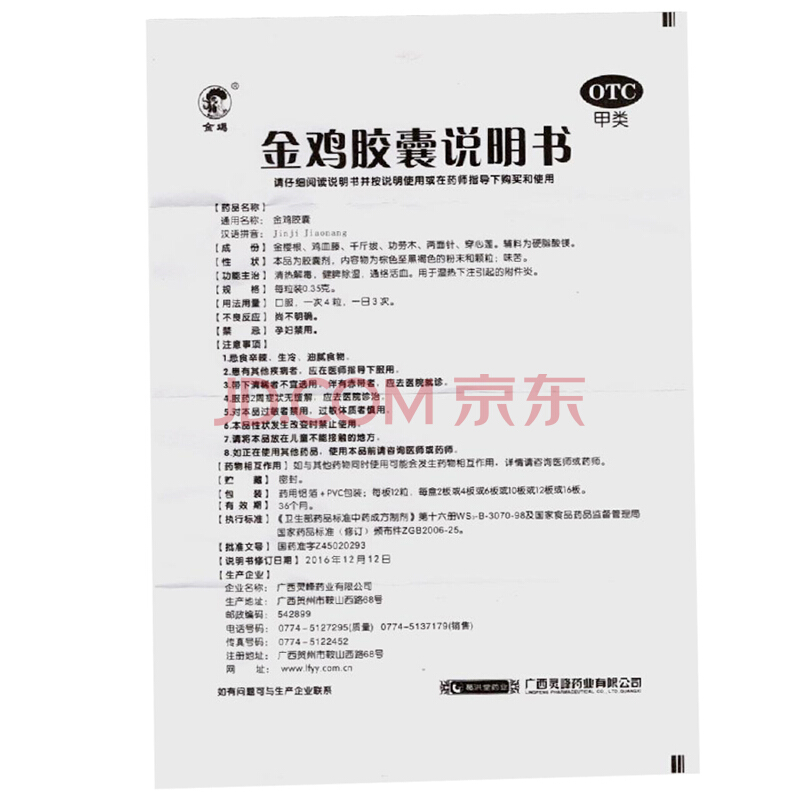 OTC
甲类
金鸡
®
金鸡胶囊说明书
请仔细阅读说明书并按说明使用或在药师指导下购买和使用
【药品名称】
通用名称：金鸡胶囊
汉语拼音：Jinji Jiaonang
【成　份】金樱根、鸡血藤、千斤拔、功劳木、两面针、穿心莲。辅料为硬脂酸镁。
【性　状】本品为胶囊剂，内容物为棕色至黑褐色的粉末和颗粒；味苦。
【功能主治】清热解毒，健脾除湿，通络活血。用于湿热下注引起的附件炎。
【规　格】每粒装0.35克。
【用法用量】口服，一次4粒，一日3次。
【不良反应】尚不明确。
【禁　忌】孕妇禁用。
【注意事项】
1.忌食辛辣、生冷、油腻食物。
2.患有其他疾病者，应在医师指导下服用。
3.带下清稀者不宜选用，伴有赤带者，应去医院就诊。
4.服药2周症状无缓解，应去医院诊治。
5.对本品过敏者禁用，过敏体质者慎用。
6.本品性状发生改变时禁止使用。
7.请将本品放在儿童不能接触的地方。
8.如正在使用其他药品，使用本品前请咨询医师或药师。
JD.COM 京东
【药物相互作用】如与其他药物同时使用可能会发生药物相互作用，详情请咨询医师或药师。
【贮　藏】密封。
【包　装】药用铝箔+PVC包装；每板12粒，每盒2板或4板或6板或10板或12板或16板。
【有 效 期】36个月。
【执行标准】《卫生部药品标准中药成方制剂》第十六册WS₃-B-3070-98及国家食品药品监督管理局
国家药品标准（修订）颁布件ZGB2006-25。
【批准文号】国药准字Z45020293
【说明书修订日期】2016年12月12日
【生产企业】
企业名称：广西灵峰药业有限公司
生产地址：广西贺州市鞍山西路68号
邮政编码：542899
电话号码：0774-5127295(质量) 0774-5137179(销售)
传真号码：0774-5122452
注册地址：广西贺州市鞍山西路68号
网　址：www.lfyy.com.cn
如有问题可与生产企业联系
葛洪堂药业
广西灵峰药业有限公司
LINGFENG PHARMACEUTICAL CO., LTD.GUANGXI